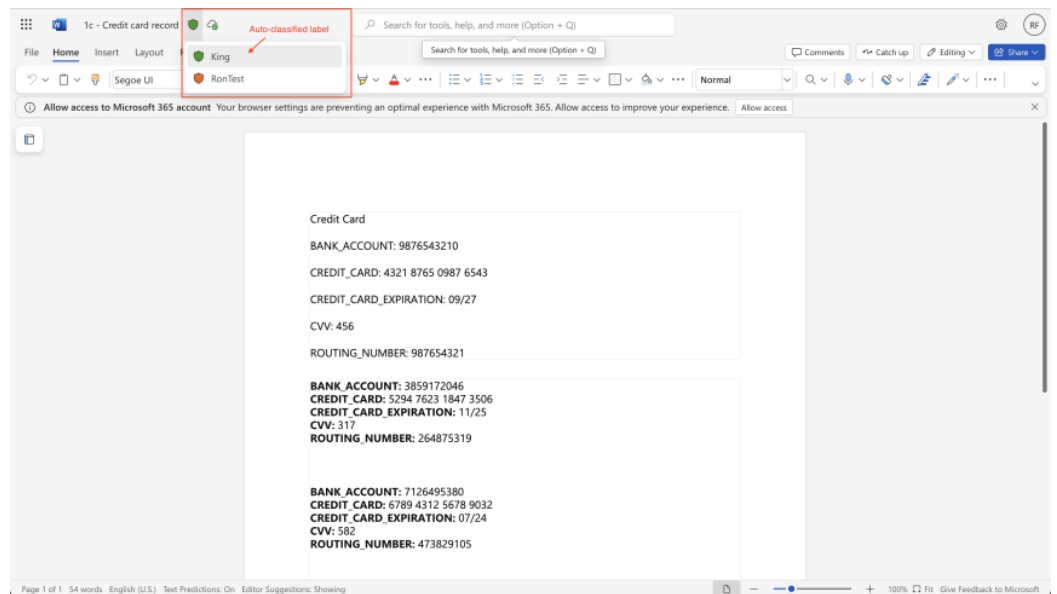 1c - Credit card record
Auto-classified label
Search for tools, help, and more (Option + Q)
RF
File Home Insert Layout
King
RonTest
Search for tools, help, and more (Option + Q)
Comments Catch up Editing Share
Segoe UI
Normal
Allow access to Microsoft 365 account Your browser settings are preventing an optimal experience with Microsoft 365. Allow access to improve your experience. Allow access
Credit Card
BANK_ACCOUNT: 9876543210
CREDIT_CARD: 4321 8765 0987 6543
CREDIT_CARD_EXPIRATION: 09/27
CVV: 456
ROUTING_NUMBER: 987654321
BANK_ACCOUNT: 3859172046
CREDIT_CARD: 5294 7623 1847 3506
CREDIT_CARD_EXPIRATION: 11/25
CVV: 317
ROUTING_NUMBER: 264875319
BANK_ACCOUNT: 7126495380
CREDIT_CARD: 6789 4312 5678 9032
CREDIT_CARD_EXPIRATION: 07/24
CVV: 582
ROUTING_NUMBER: 473829105
Page 1 of 1 54 words English (U.S.) Text Predictions: On Editor Suggestions: Showing 100% Fit Give Feedback to Microsoft